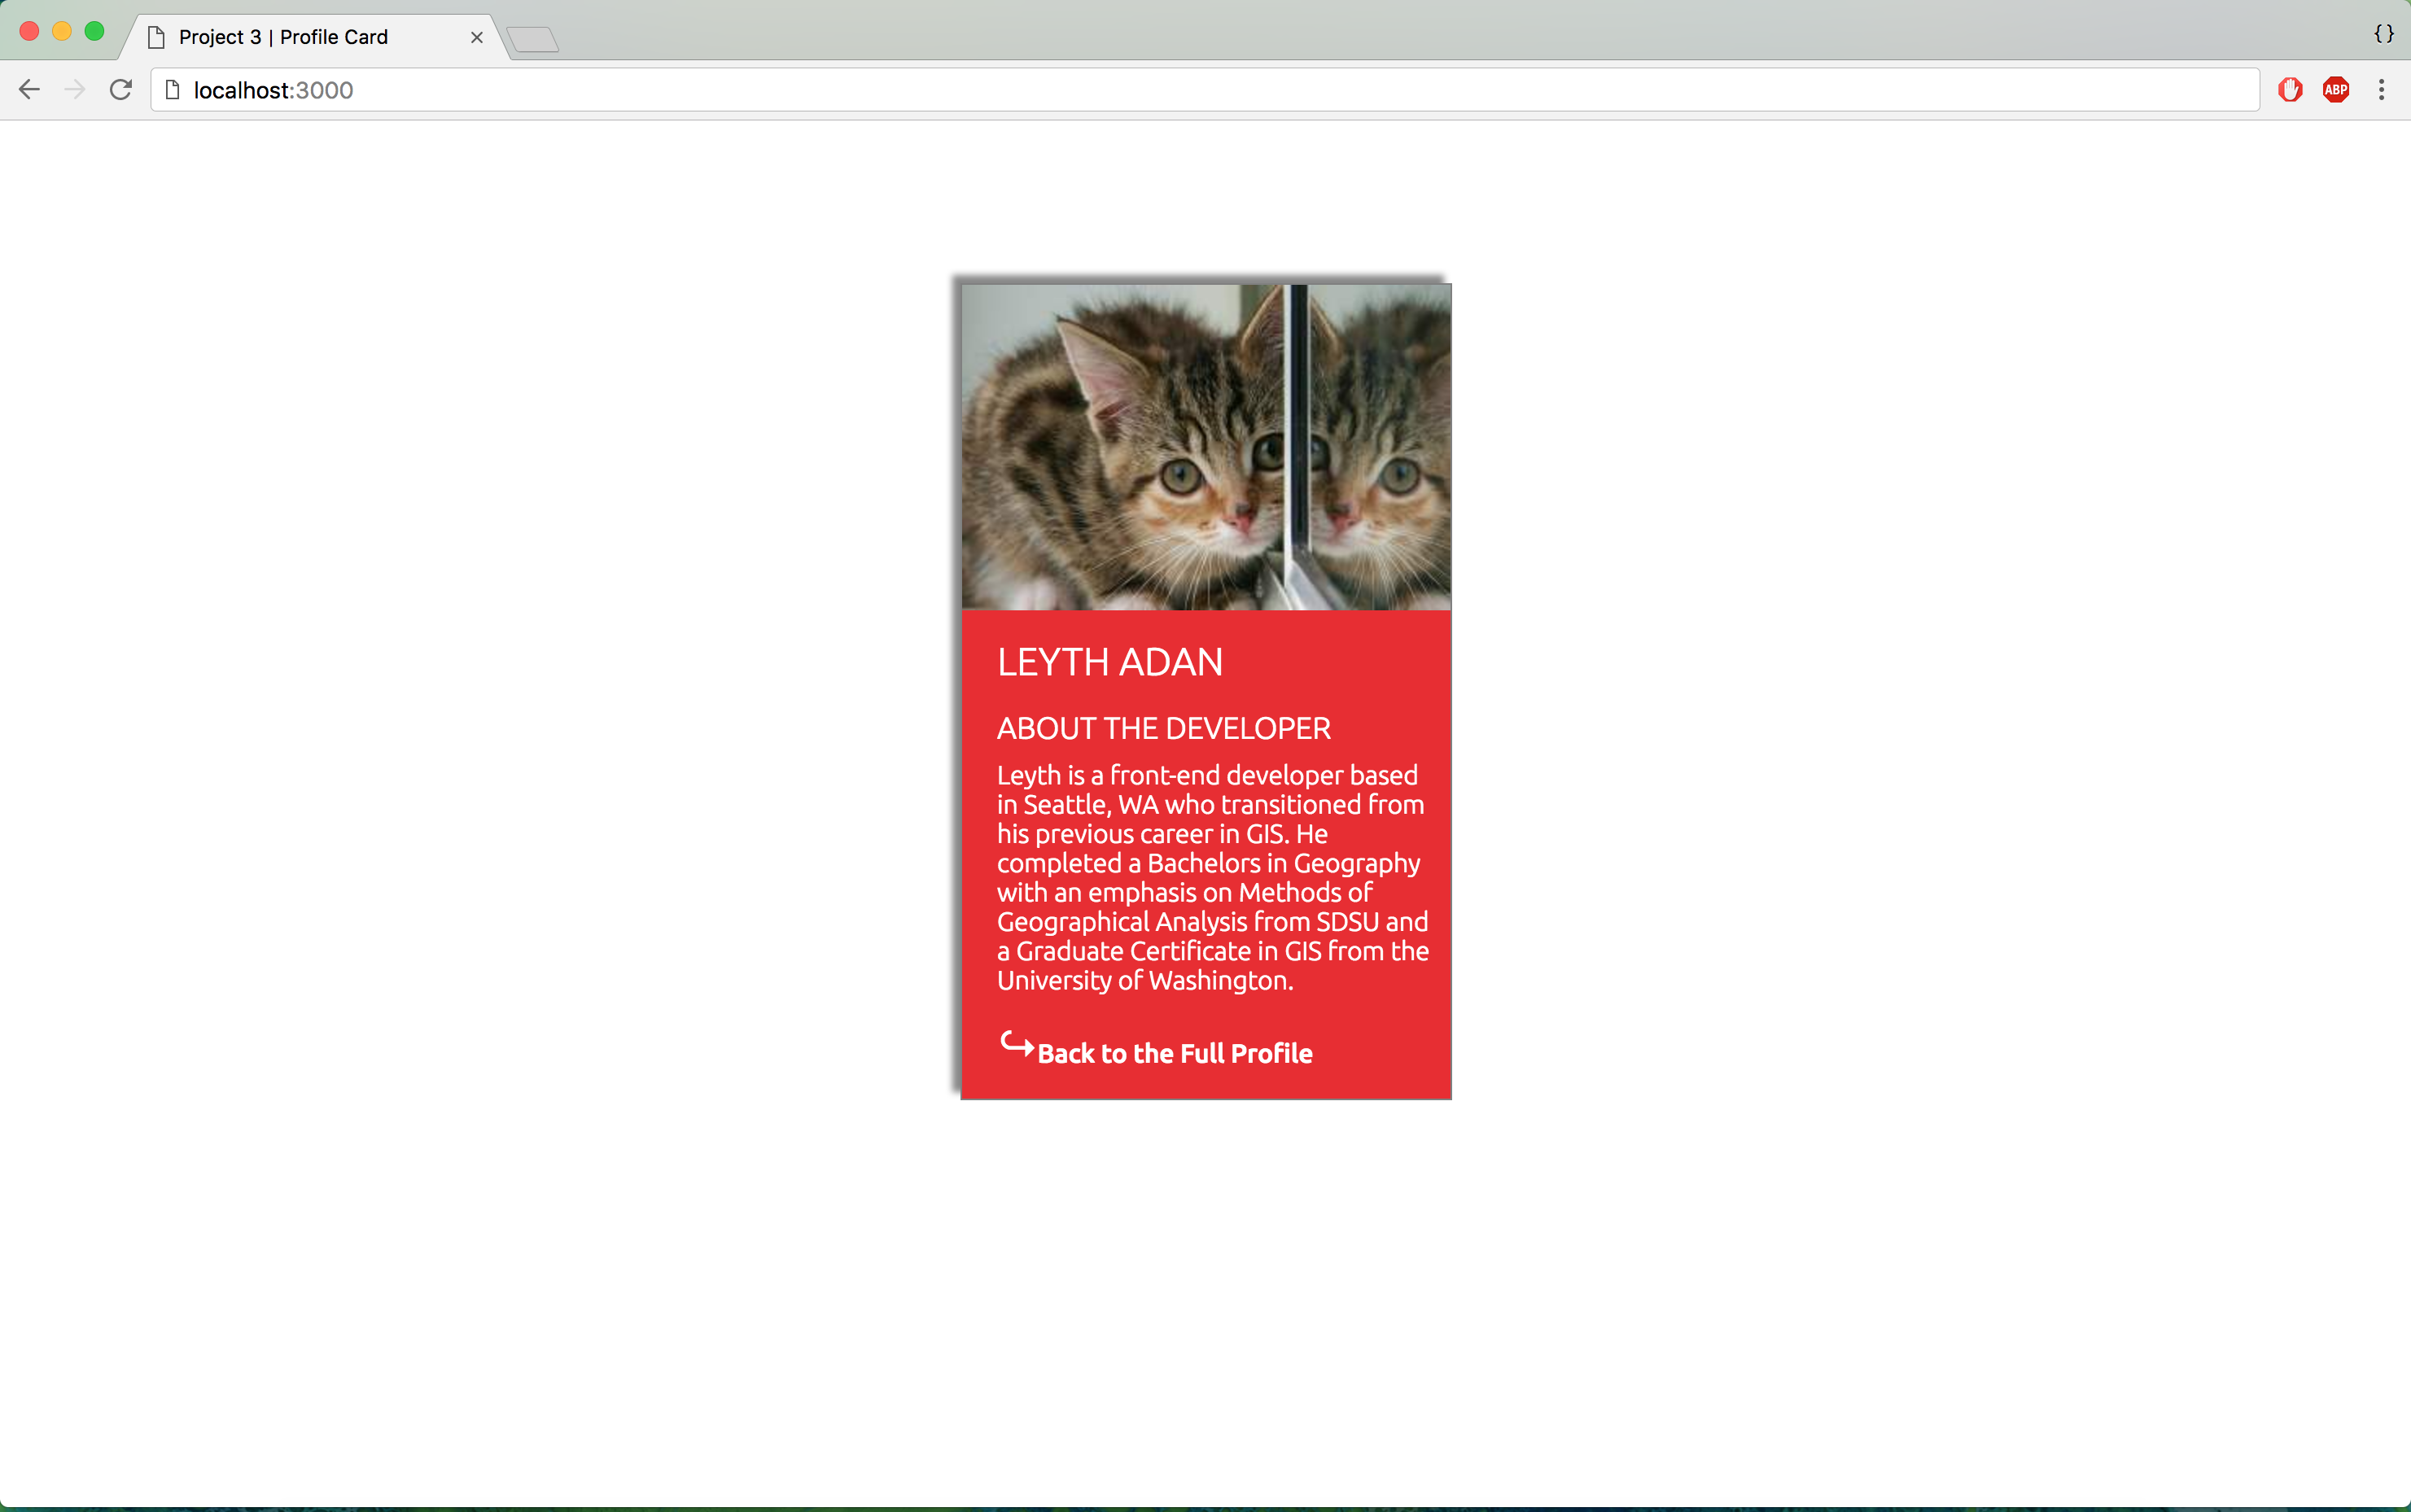 Project 3 | Profile Card
{ }
localhost:3000
ABP
LEYTH ADAN
ABOUT THE DEVELOPER
Leyth is a front-end developer based
in Seattle, WA who transitioned from
his previous career in GIS. He
completed a Bachelors in Geography
with an emphasis on Methods of
Geographical Analysis from SDSU and
a Graduate Certificate in GIS from the
University of Washington.
Back to the Full Profile